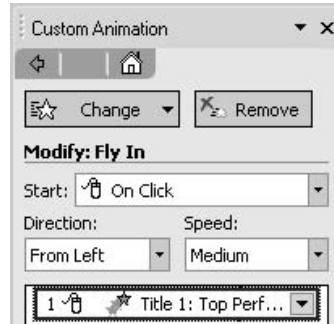 Custom Animation
Change Remove
Modify: Fly In
Start: On Click
Direction: Speed:
From Left Medium
1 Title 1: Top Perf...